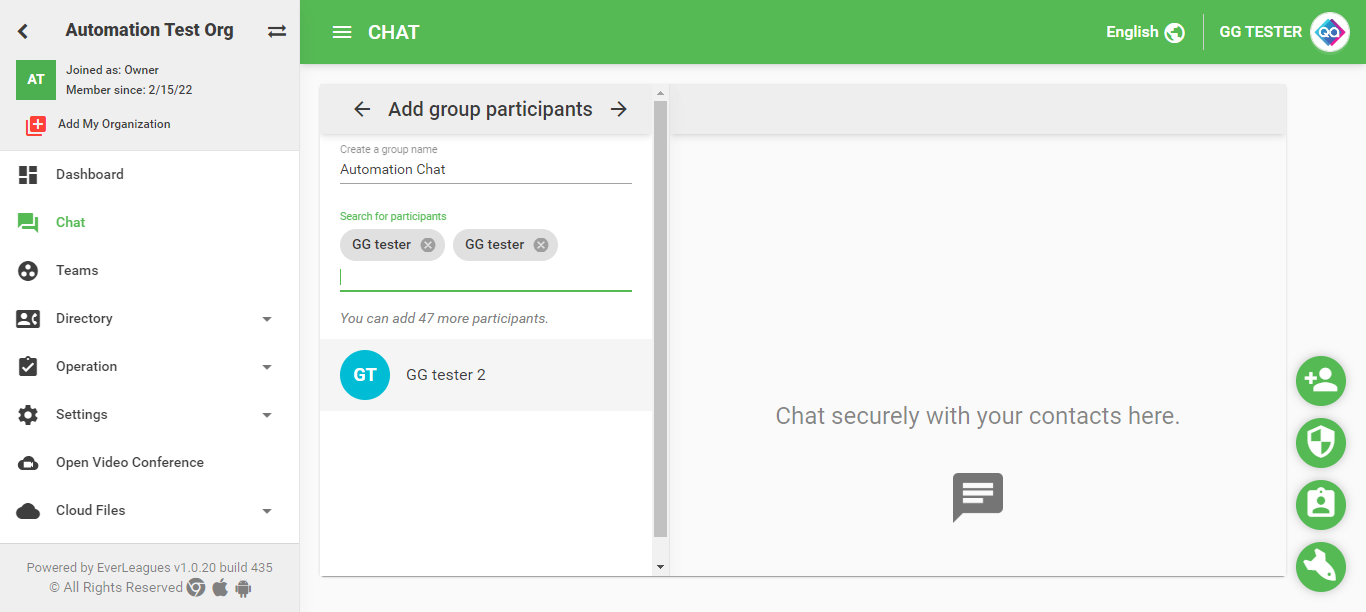 Automation Test Org
AT
Joined as: Owner
Member since: 2/15/22
Add My Organization
Dashboard
Chat
Teams
Directory
Operation
Settings
Open Video Conference
Cloud Files
Powered by EverLeagues v1.0.20 build 435
© All Rights Reserved
CHAT
English
GG TESTER
QA
Add group participants
Create a group name
Automation Chat
Search for participants
GG tester GG tester
You can add 47 more participants.
GT
GG tester 2
Chat securely with your contacts here.